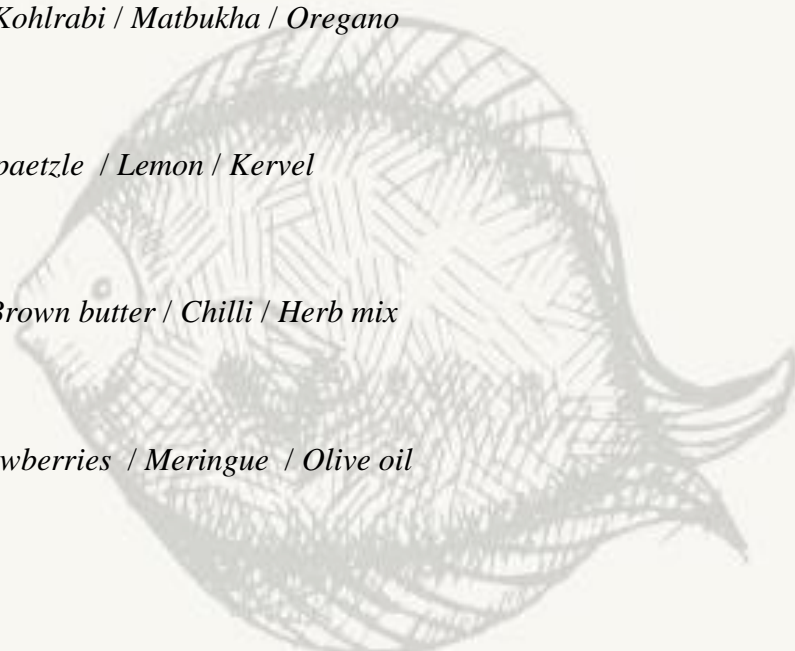 Kohlrabi / Matbukha / Oregano
paetzle / Lemon / Kervel
Brown butter / Chilli / Herb mix
wberries / Meringue / Olive oil